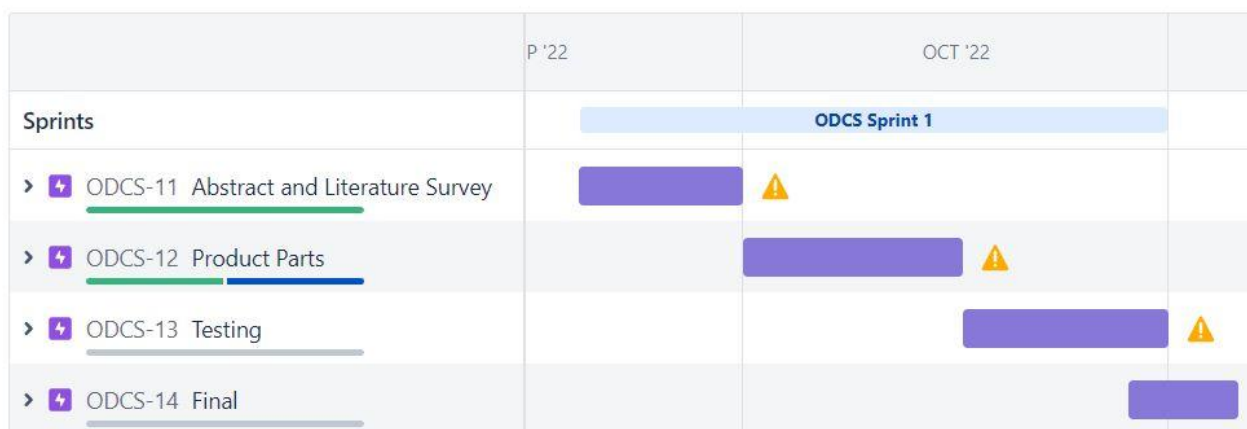 P '22
OCT '22
Sprints
ODCS Sprint 1
ODCS-11 Abstract and Literature Survey
ODCS-12 Product Parts
ODCS-13 Testing
ODCS-14 Final